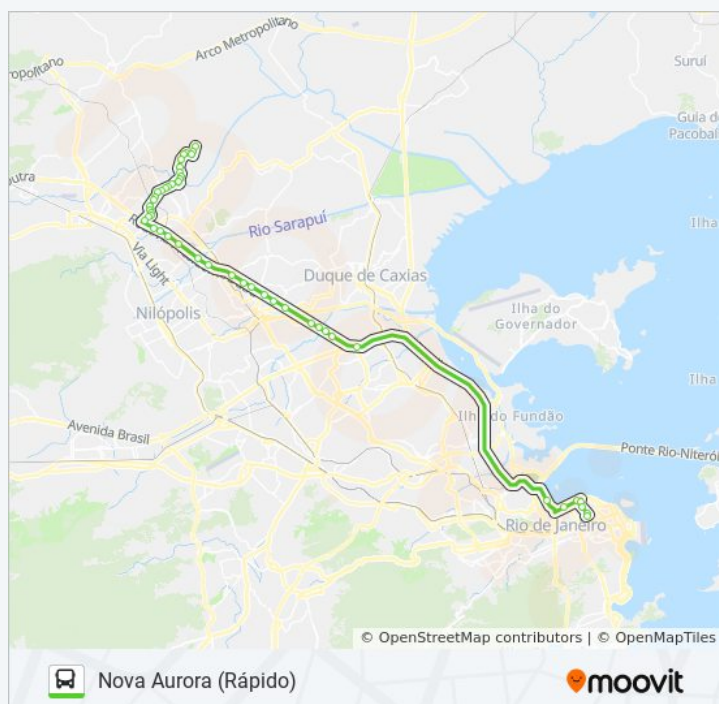 Arco Metropolitano
opolitano
Suruí
Guia de
Pacobaí
outra
Rio Sarapuí
Ilha
Via Light
Duque de Caxias
Nilópolis
Ilha do
Governador
Ilha
Avenida Brasil
Ilha do Fundão
Ponte Rio-Niterói
Rio de Janeiro
© OpenStreetMap contributors | © OpenMapTiles
Nova Aurora (Rápido)
moovit